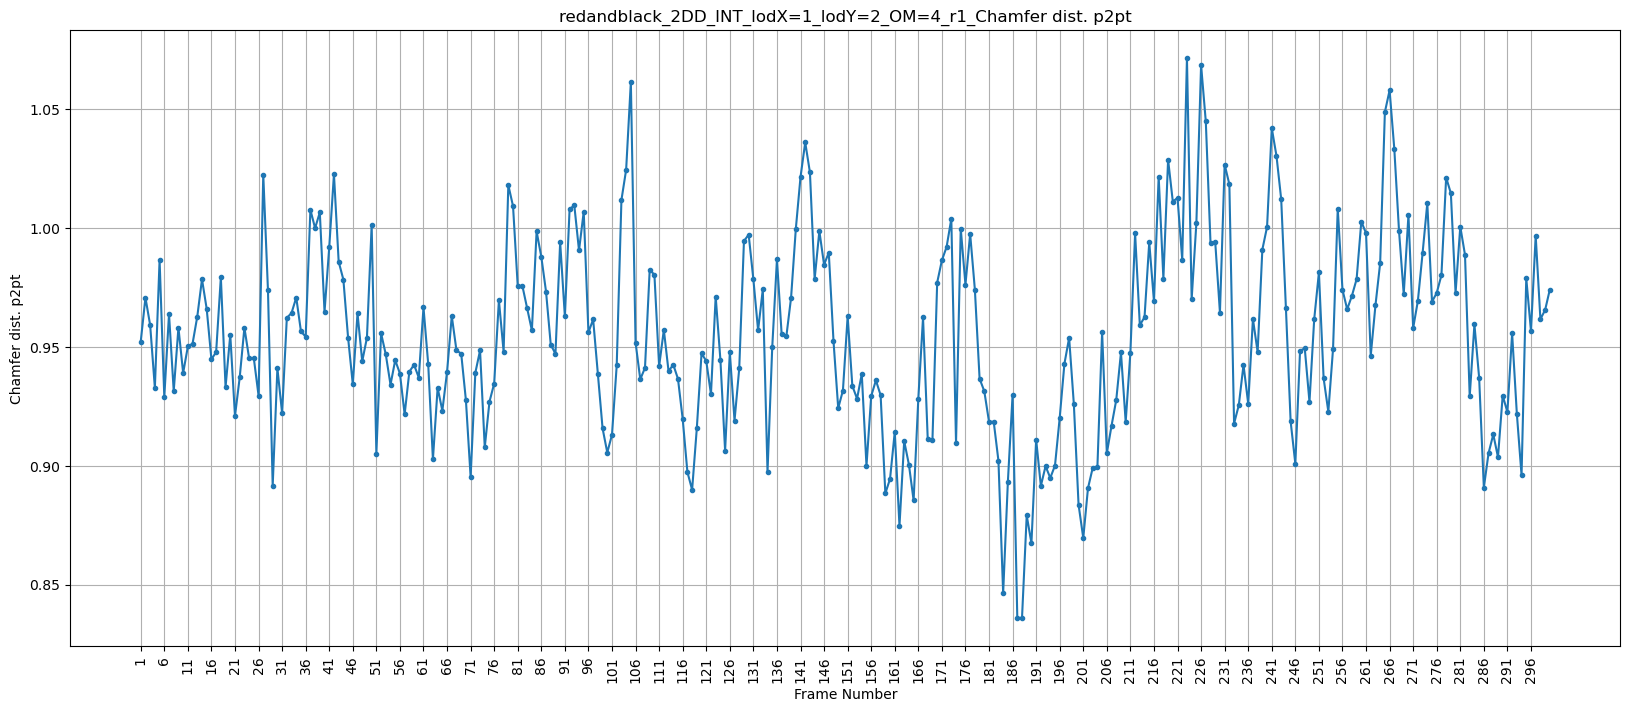 redandblack_2DD_INT_lodX=1_lodY=2_OM=4_r1_Chamfer dist. p2pt
Chamfer dist. p2pt
1.05
1.00
0.95
0.90
0.85
1 6 11 16 21 26 31 36 41 46 51 56 61 66 71 76 81 86 91 96 101 106 111 116 121 126 131 136 141 146 151 156 161 166 171 176 181 186 191 196 201 206 211 216 221 226 231 236 241 246 251 256 261 266 271 276 281 286 291 296
Frame Number